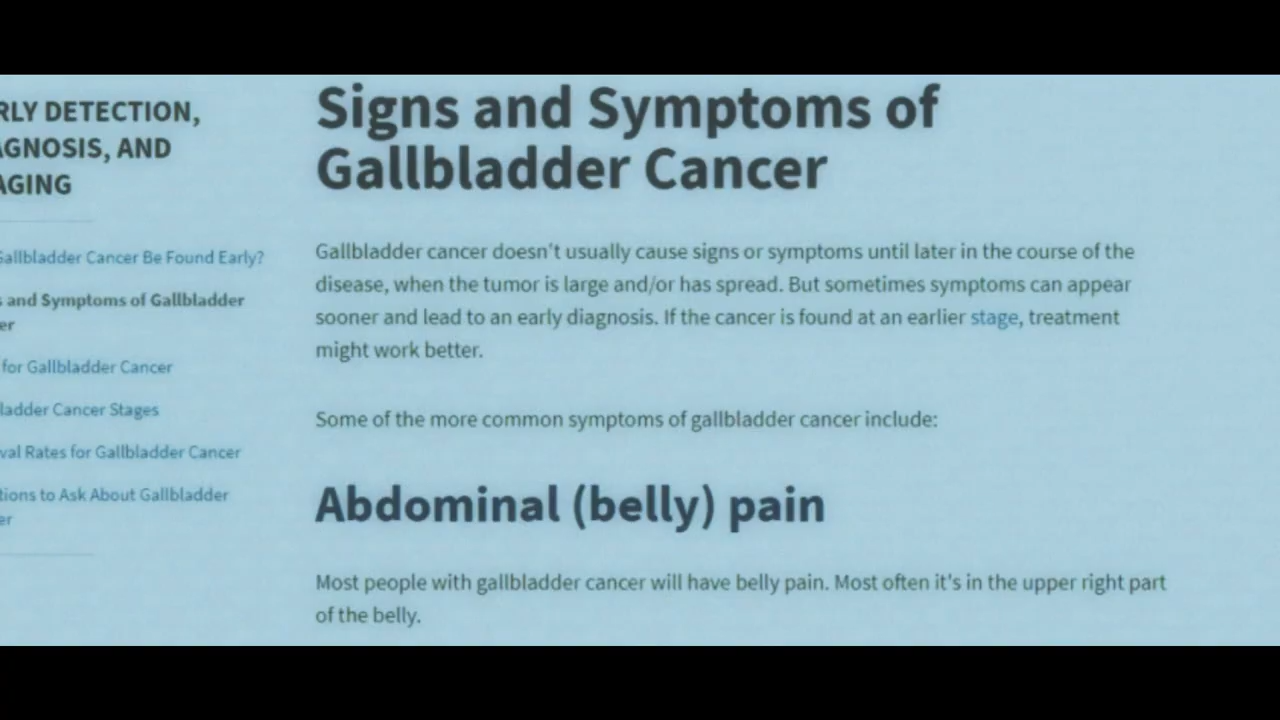 RLY DETECTION,
AGNOSIS, AND
AGING
Gallbladder Cancer Be Found Early?
s and Symptoms of Gallbladder
er
for Gallbladder Cancer
ladder Cancer Stages
val Rates for Gallbladder Cancer
tions to Ask About Gallbladder
er
Signs and Symptoms of
Gallbladder Cancer
Gallbladder cancer doesn't usually cause signs or symptoms until later in the course of the
disease, when the tumor is large and/or has spread. But sometimes symptoms can appear
sooner and lead to an early diagnosis. If the cancer is found at an earlier stage, treatment
might work better.
Some of the more common symptoms of gallbladder cancer include:
Abdominal (belly) pain
Most people with gallbladder cancer will have belly pain. Most often it's in the upper right part
of the belly.